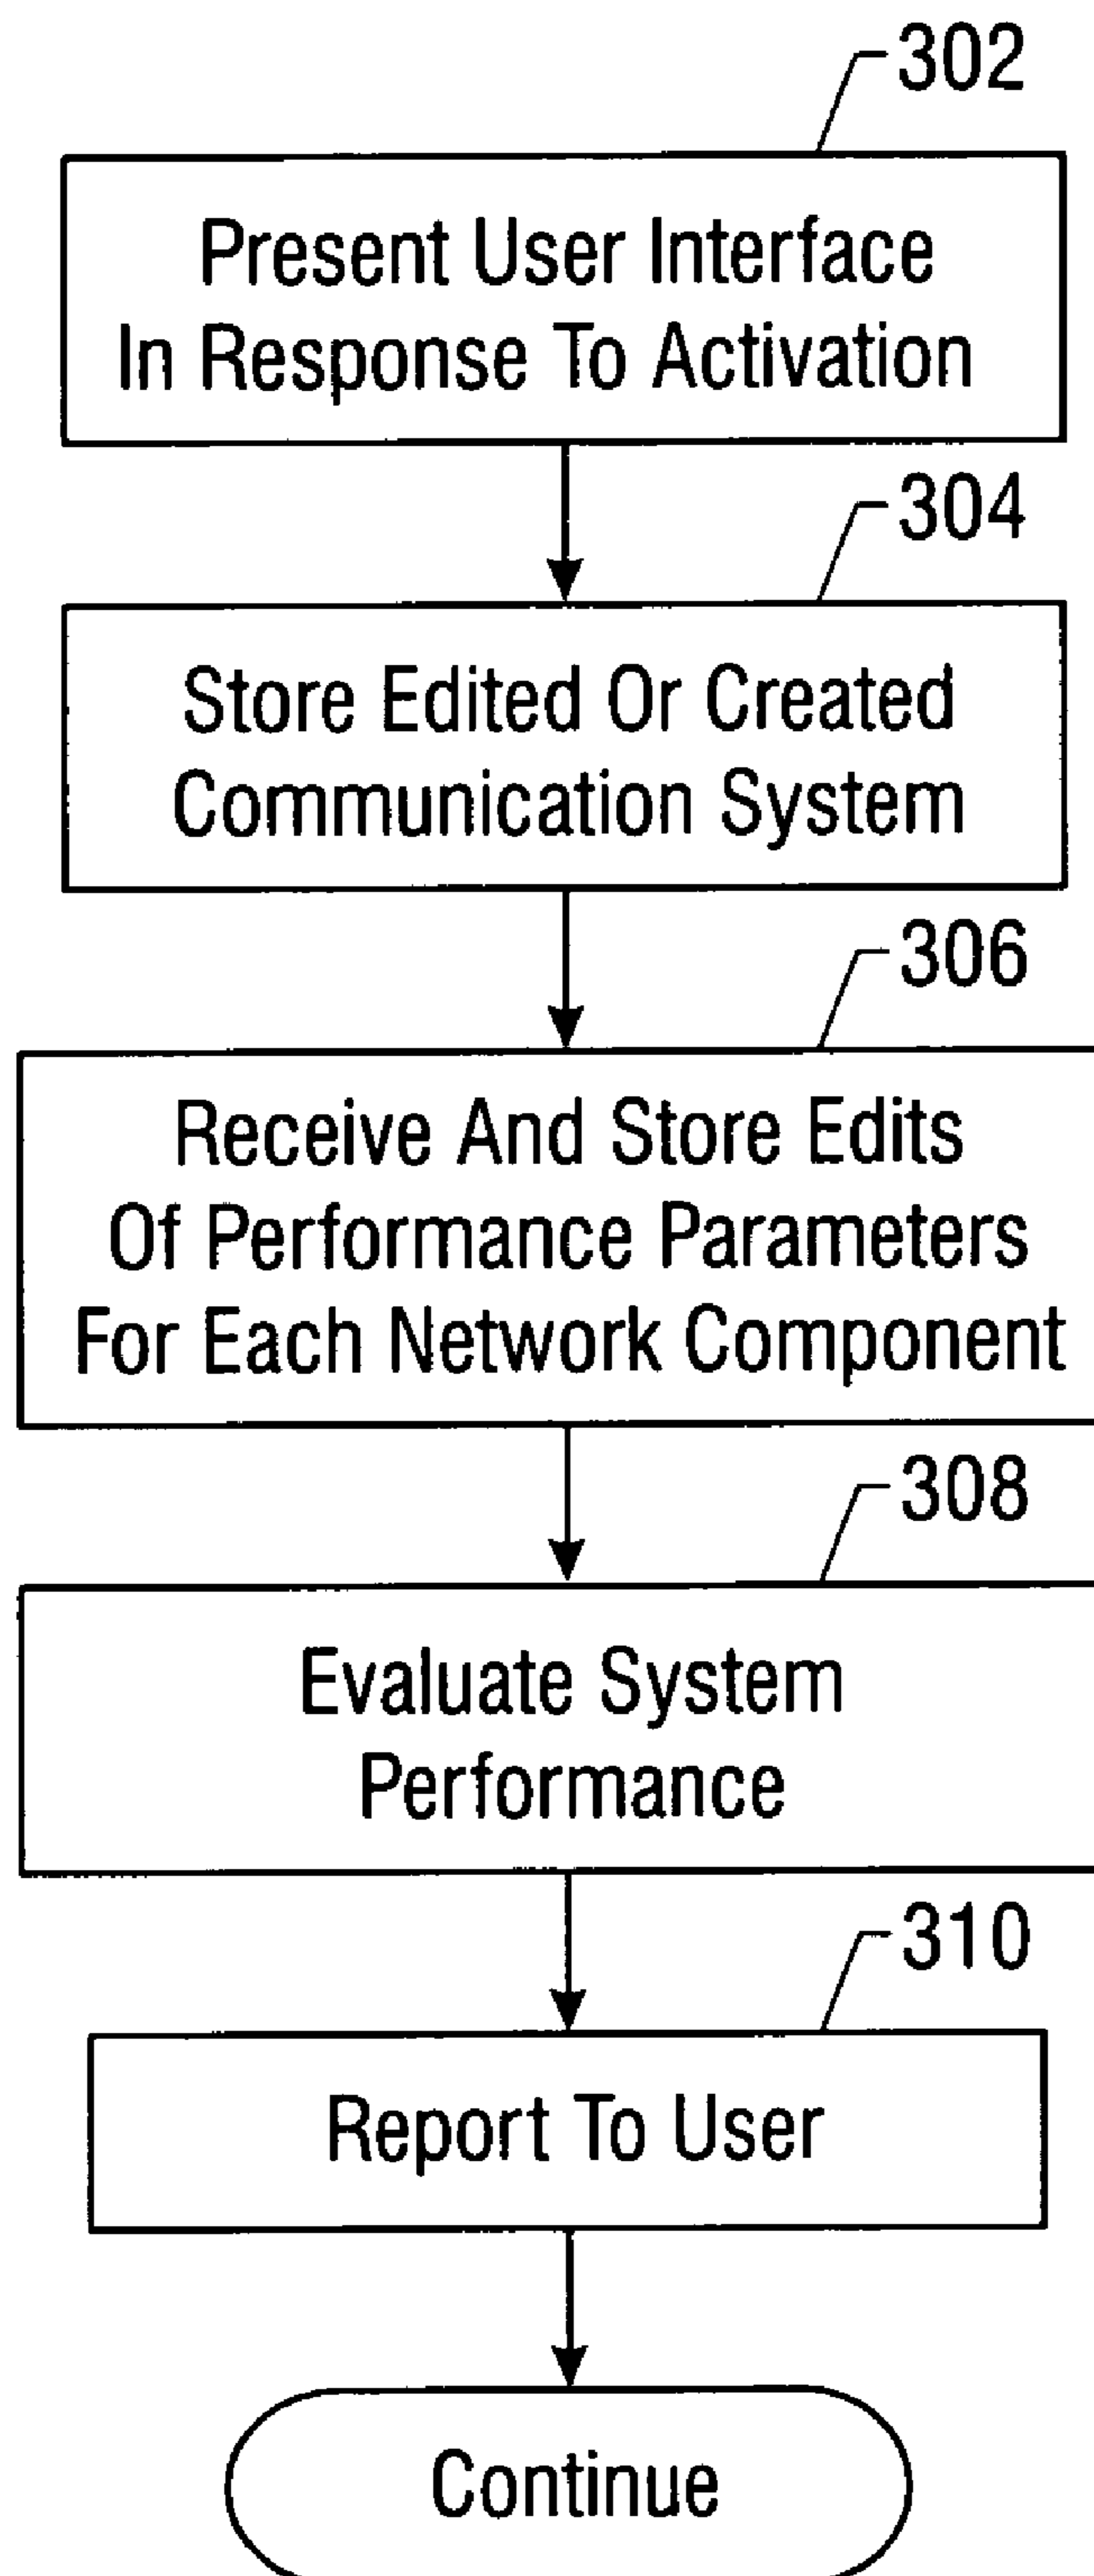 302
Present User Interface
In Response To Activation
304
Store Edited Or Created
Communication System
306
Receive And Store Edits
Of Performance Parameters
For Each Network Component
308
Evaluate System
Performance
310
Report To User
Continue